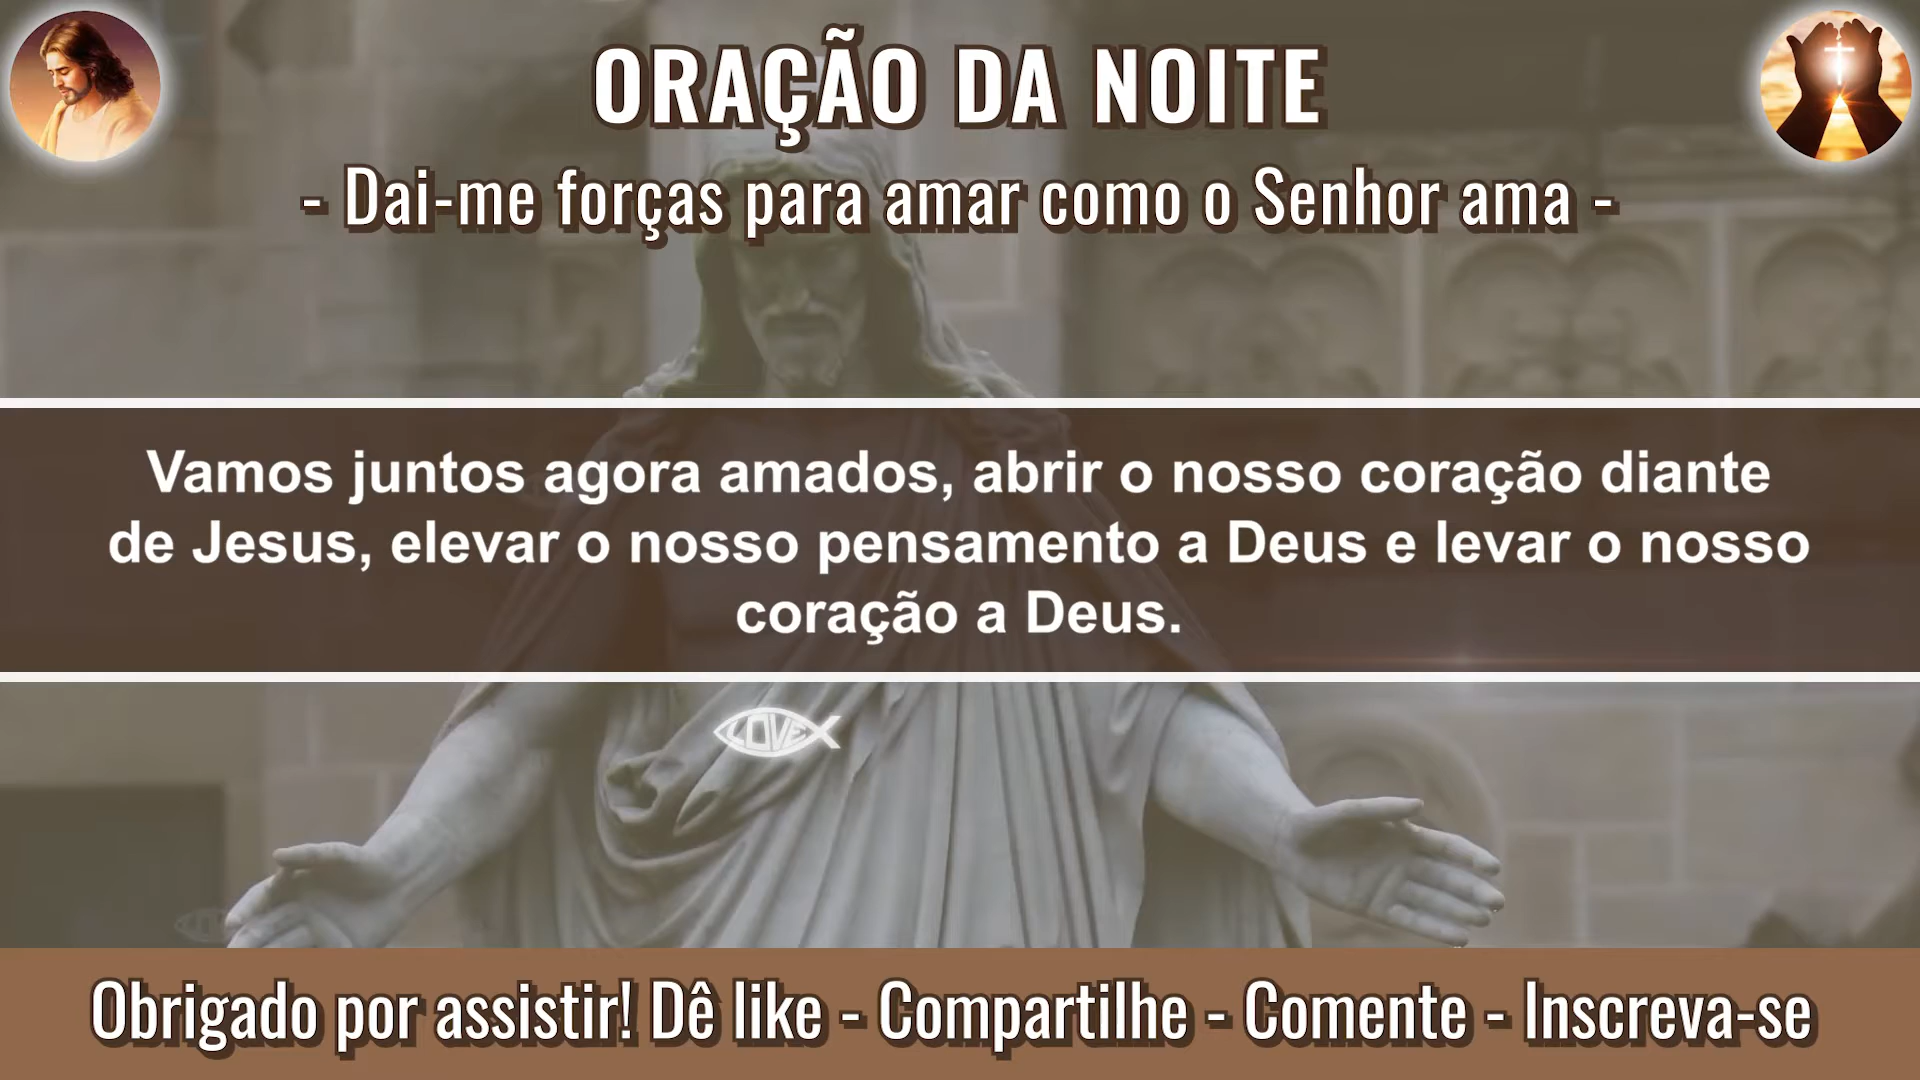 ORAÇÃO DA NOITE
- Dai-me forças para amar como o Senhor ama -
Vamos juntos agora amados, abrir o nosso coração diante
de Jesus, elevar o nosso pensamento a Deus e levar o nosso
coração a Deus.
LOVE
Obrigado por assistir! Dê like - Compartilhe - Comente - Inscreva-se